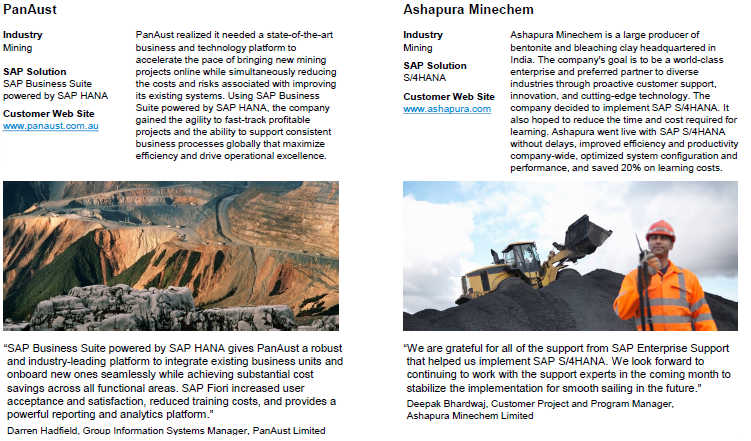 PanAust
Industry
Mining
SAP Solution
SAP Business Suite
powered by SAP HANA
Customer Web Site
www.panaust.com.au
PanAust realized it needed a state-of-the-art
business and technology platform to
accelerate the pace of bringing new mining
projects online while simultaneously reducing
the costs and risks associated with improving
its existing systems. Using SAP Business
Suite powered by SAP HANA, the company
gained the agility to fast-track profitable
projects and the ability to support consistent
business processes globally that maximize
efficiency and drive operational excellence.
“SAP Business Suite powered by SAP HANA gives PanAust a robust
and industry-leading platform to integrate existing business units and
onboard new ones seamlessly while achieving substantial cost
savings across all functional areas. SAP Fiori increased user
acceptance and satisfaction, reduced training costs, and provides a
powerful reporting and analytics platform.”
Darren Hadfield, Group Information Systems Manager, PanAust Limited
Ashapura Minechem
Industry
Mining
SAP Solution
S/4HANA
Customer Web Site
www.ashapura.com
Ashapura Minechem is a large producer of
bentonite and bleaching clay headquartered in
India. The company's goal is to be a world-class
enterprise and preferred partner to diverse
industries through proactive customer support,
innovation, and cutting-edge technology. The
company decided to implement SAP S/4HANA. It
also hoped to reduce the time and cost required for
learning. Ashapura went live with SAP S/4HANA
without delays, improved efficiency and productivity
company-wide, optimized system configuration and
performance, and saved 20% on learning costs.
“We are grateful for all of the support from SAP Enterprise Support
that helped us implement SAP S/4HANA. We look forward to
continuing to work with the support experts in the coming month to
stabilize the implementation for smooth sailing in the future.”
Deepak Bhardwaj, Customer Project and Program Manager,
Ashapura Minechem Limited